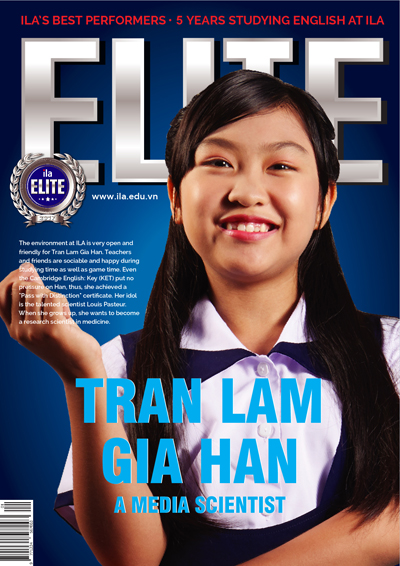 ILA'S BEST PERFORMERS • 5 YEARS STUDYING ENGLISH AT ILA
ELITE
ila
ELITE
www.ila.edu.vn
The environment at ILA is very open and
friendly for Tran Lam Gia Han. Teachers
and friends are sociable and happy during
studying time as well as game time. Even
the Cambridge English: Key (KET) put no
pressure on Han, thus, she achieved a
"Pass with Distinction" certificate. Her idol
is the talented scientist Louis Pasteur.
When she grows up, she wants to become
a research scientist in medicine.
TRAN LAM
GIA HAN
A MEDIA SCIENTIST